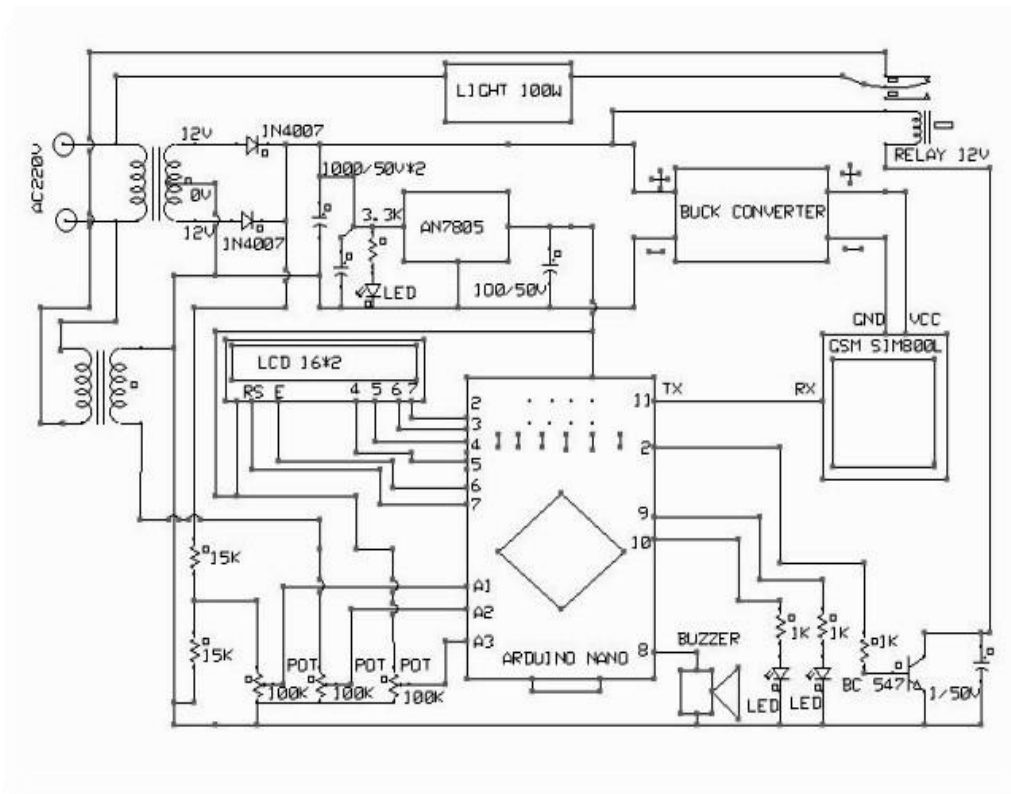 LIGHT 100W
RELAY 12V
AC220V
12V
1N4007
0V
12V
1N4007
1000/50V*2
3.3K
AN7805
LED
100/50V
BUCK CONVERTER
+
+
-
-
GND VCC
GSM SIM800L
LCD 16*2
RS E 4 5 6 7
2
3
4
5
6
7
A1
A2
A3
11
2
9
10
8
TX
RX
ARDUINO NANO
15K
15K
POT
POT
POT
100K
100K
100K
BUZZER
1K
1K
1K
LED
LED
BC 547
1/50V